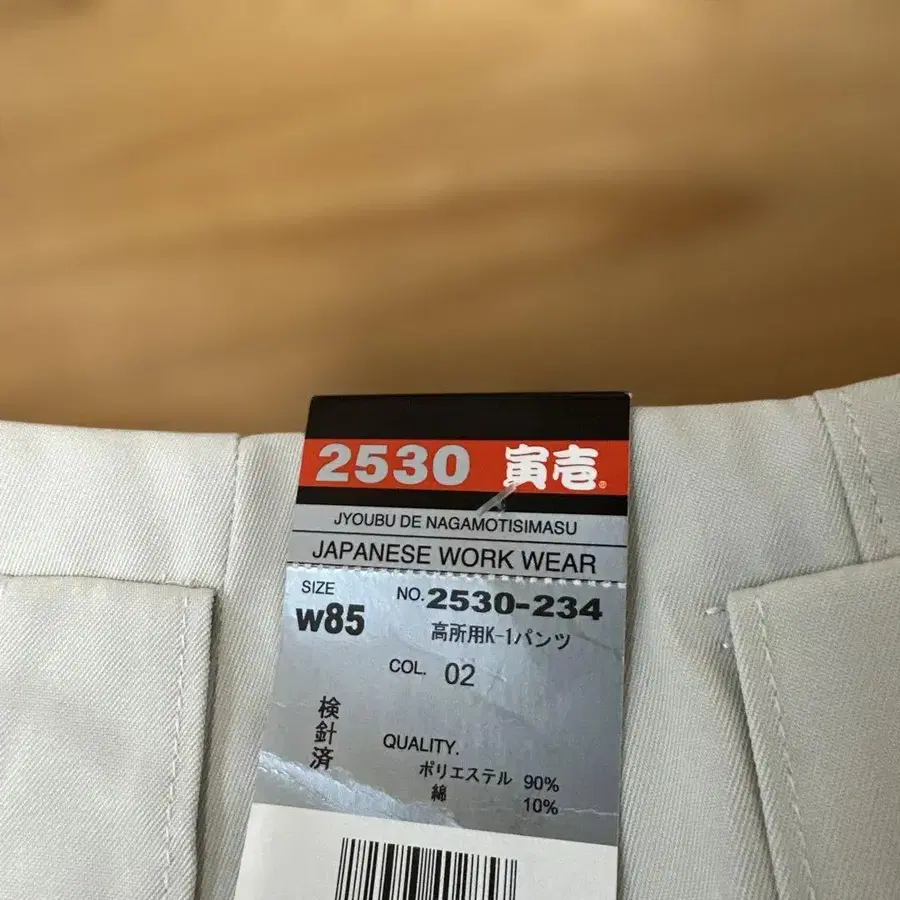 2530 寅壱®
JYOUBU DE NAGAMOTISIMASU
JAPANESE WORK WEAR
SIZE
W85
NO. 2530-234
高所用K-1パンツ
COL. 02
検針済
QUALITY.
ポリエステル 90%
綿 10%